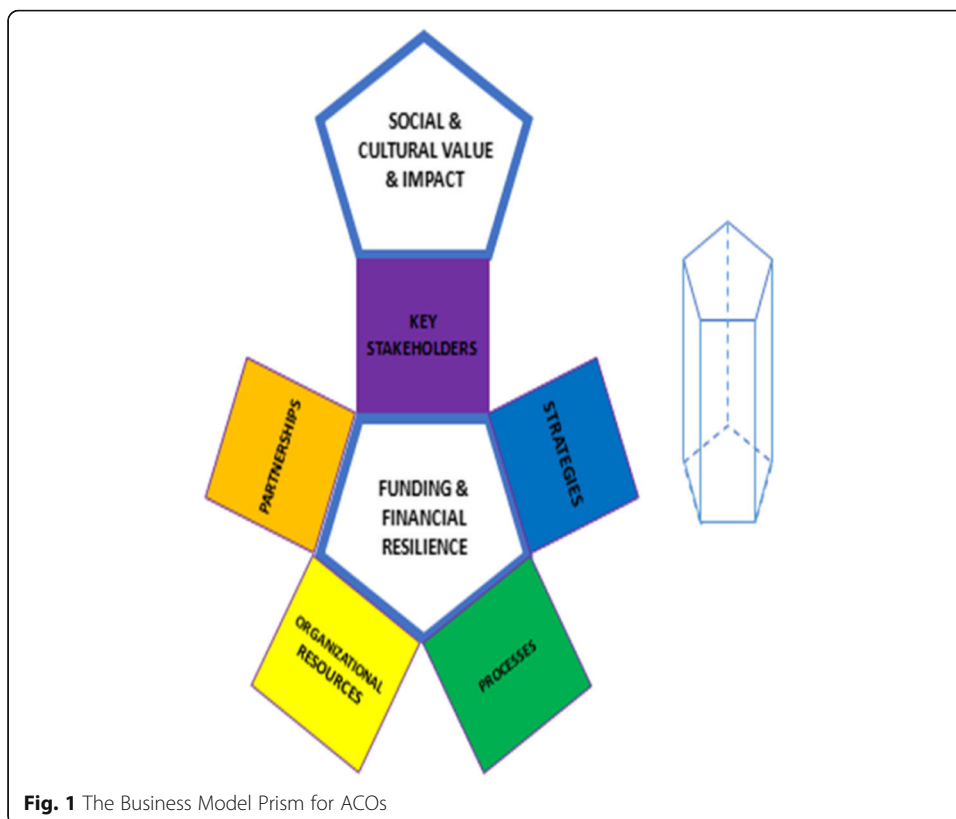 SOCIAL &
CULTURAL VALUE
& IMPACT
KEY
STAKEHOLDERS
PARTNERSHIPS
STRATEGIES
FUNDING &
FINANCIAL
RESILIENCE
ORGANIZATIONAL
RESOURCES
PROCESSES
Fig. 1 The Business Model Prism for ACOs